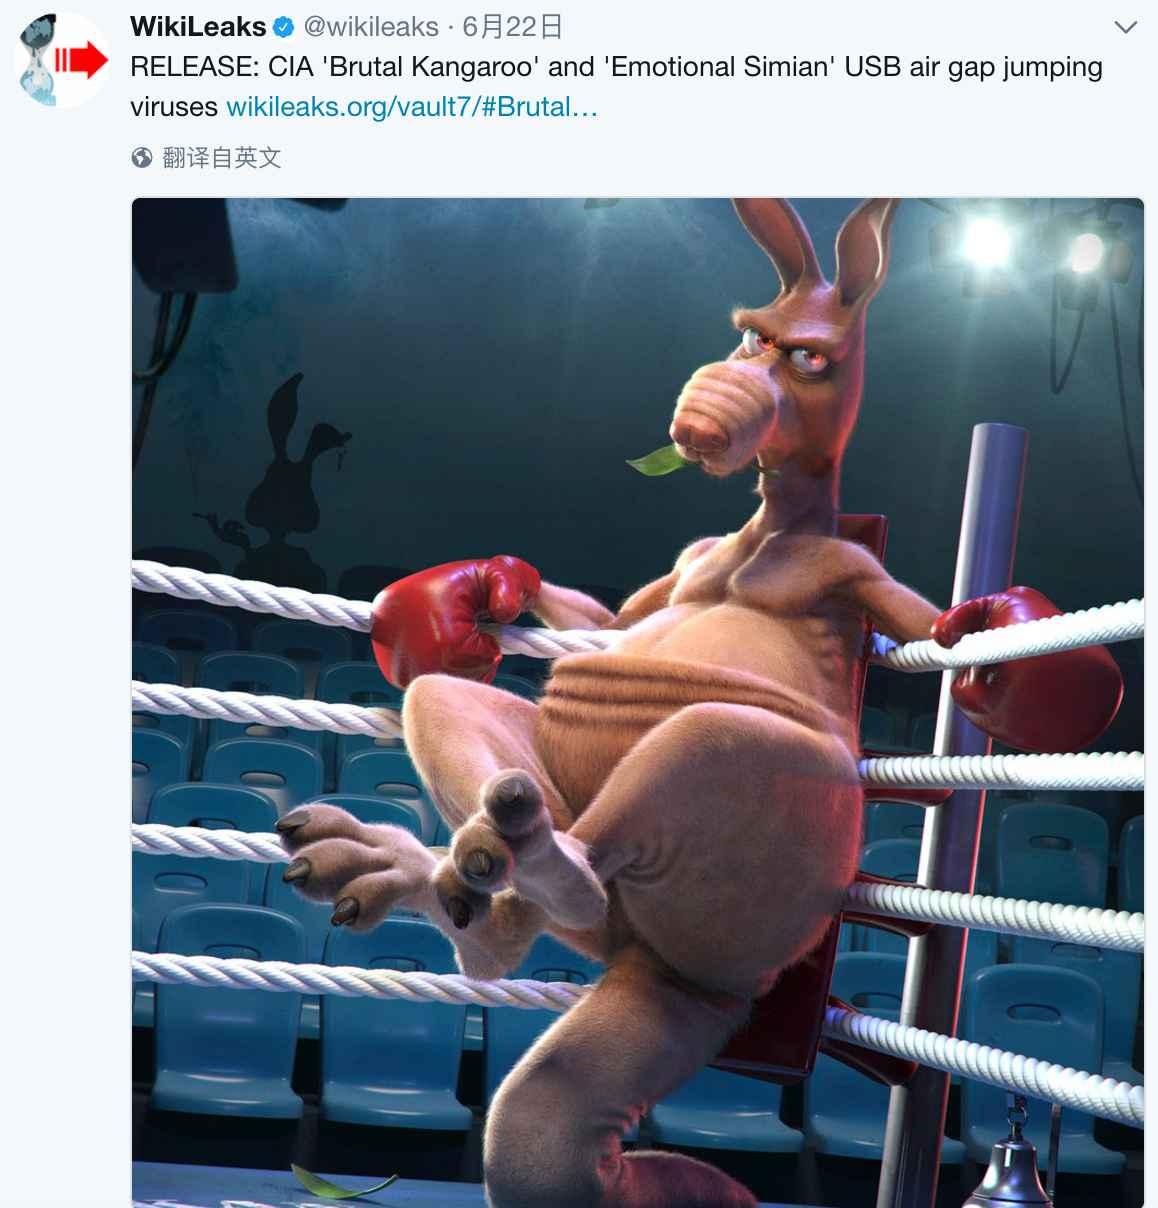 WikiLeaks @wikileaks · 6月22日
RELEASE: CIA 'Brutal Kangaroo' and 'Emotional Simian' USB air gap jumping
viruses wikileaks.org/vault7/#Brutal…
翻译自英文